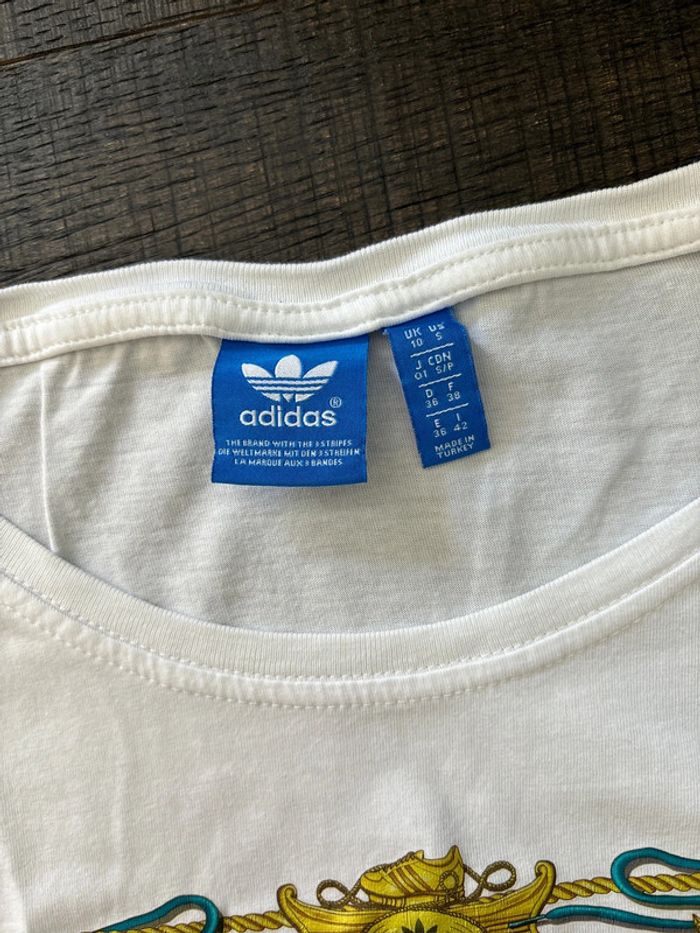 adidas ®
THE BRAND WITH THE 3 STRIPES
DIE WELTMARKE MIT DEN 3 STREIFEN
LA MARQUE AUX 3 BANDES
UK US
10 S
J CDN
O1 S/P
D F
36 38
E I
36 42
MADE IN
TURKEY